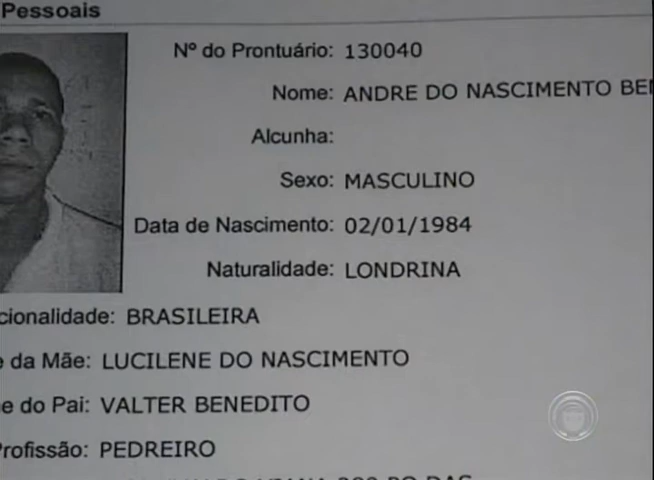 Pessoais
Nº do Prontuário: 130040
Nome: ANDRE DO NASCIMENTO
Alcunha:
Sexo: MASCULINO
Data de Nascimento: 02/01/1984
Naturalidade: LONDRINA
cionalidade: BRASILEIRA
e da Mãe: LUCILENE DO NASCIMENTO
e do Pai: VALTER BENEDITO
Profissão: PEDREIRO